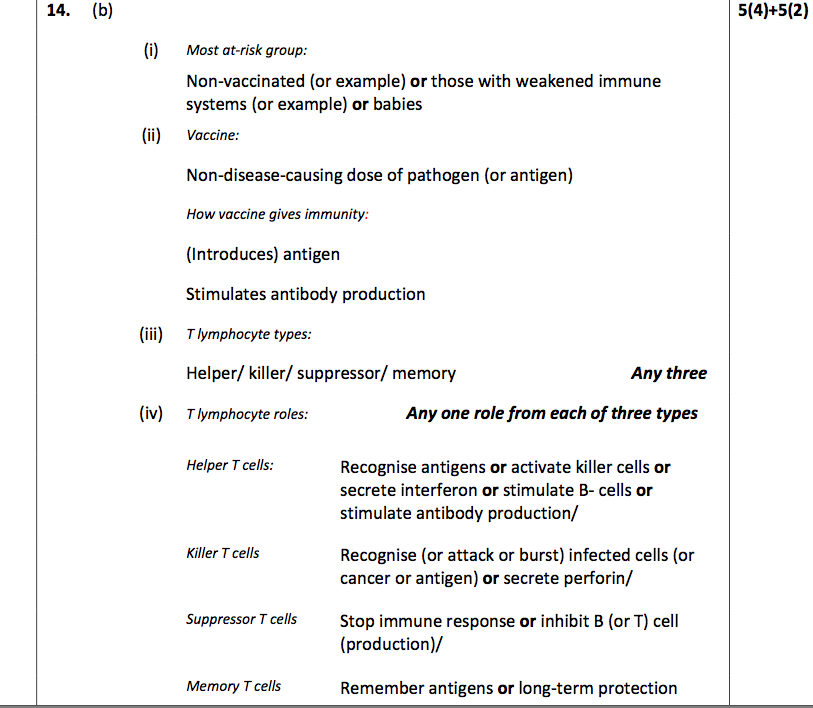 14. (b) 5(4)+5(2)
(i) Most at-risk group:
Non-vaccinated (or example) or those with weakened immune
systems (or example) or babies
(ii) Vaccine:
Non-disease-causing dose of pathogen (or antigen)
How vaccine gives immunity:
(Introduces) antigen
Stimulates antibody production
(iii) T lymphocyte types:
Helper/ killer/ suppressor/ memory Any three
(iv) T lymphocyte roles: Any one role from each of three types
Helper T cells: Recognise antigens or activate killer cells or
secrete interferon or stimulate B- cells or
stimulate antibody production/
Killer T cells Recognise (or attack or burst) infected cells (or
cancer or antigen) or secrete perforin/
Suppressor T cells Stop immune response or inhibit B (or T) cell
(production)/
Memory T cells Remember antigens or long-term protection